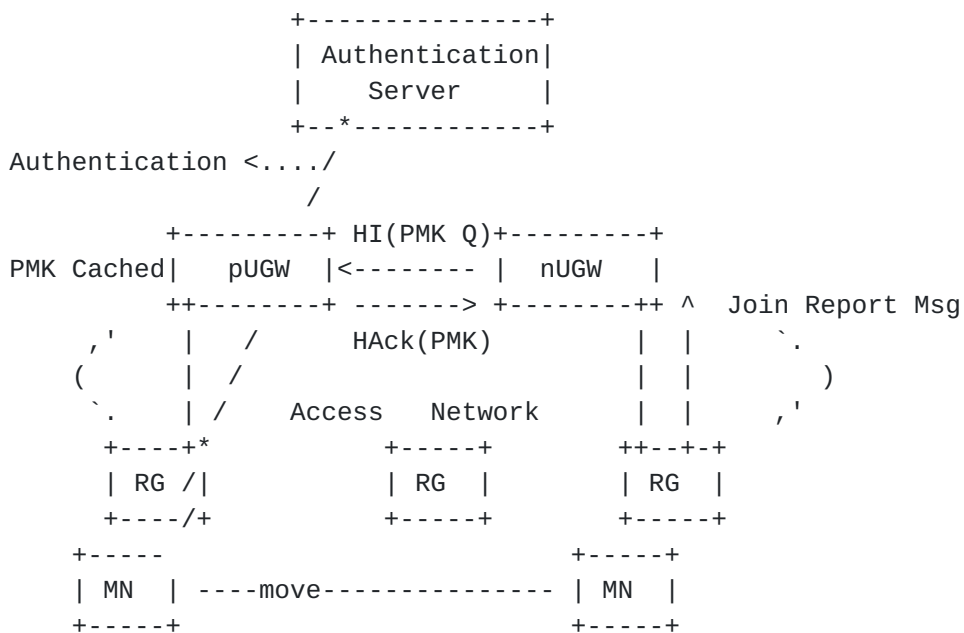 Authentication
Server
Authentication
HI(PMK Q)
PMK Cached pUGW nUGW
Join Report Msg
HAck(PMK)
Access Network
RG RG RG
MN move MN